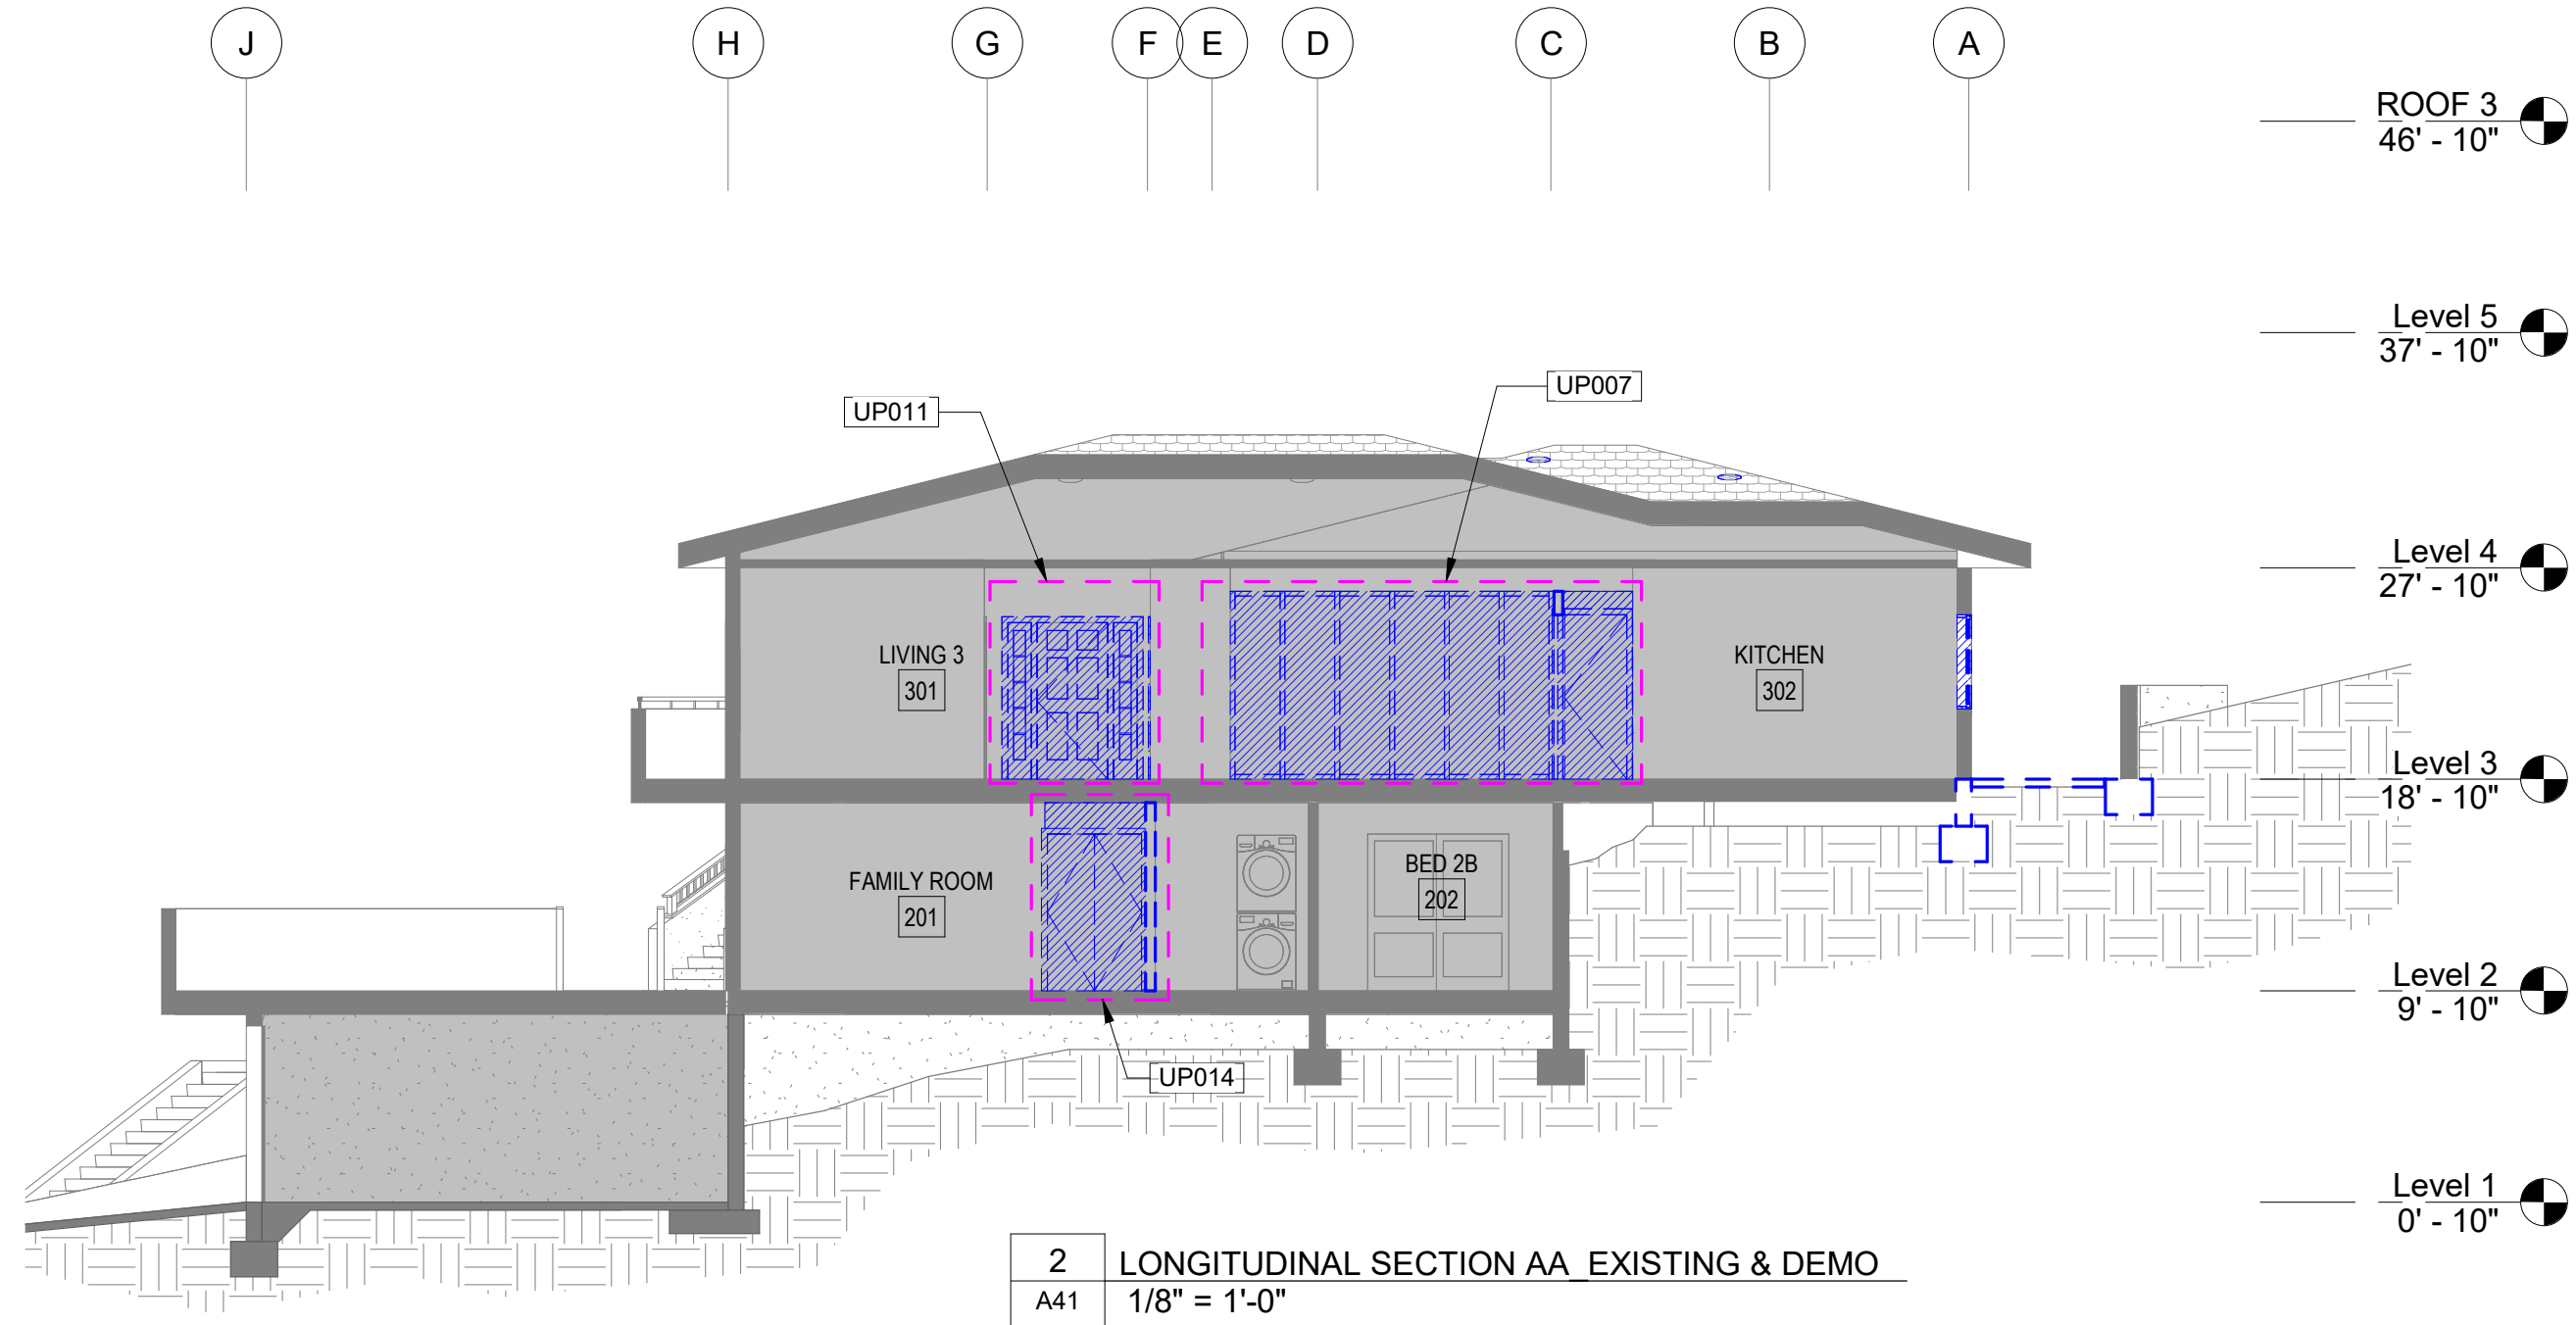 J H G F E D C B A
ROOF 3
46' - 10"
Level 5
37' - 10"
UP007
UP011
Level 4
27' - 10"
LIVING 3
301
KITCHEN
302
Level 3
18' - 10"
FAMILY ROOM
201
BED 2B
202
Level 2
9' - 10"
UP014
Level 1
0' - 10"
2 LONGITUDINAL SECTION AA_EXISTING & DEMO
A41 1/8" = 1'-0"